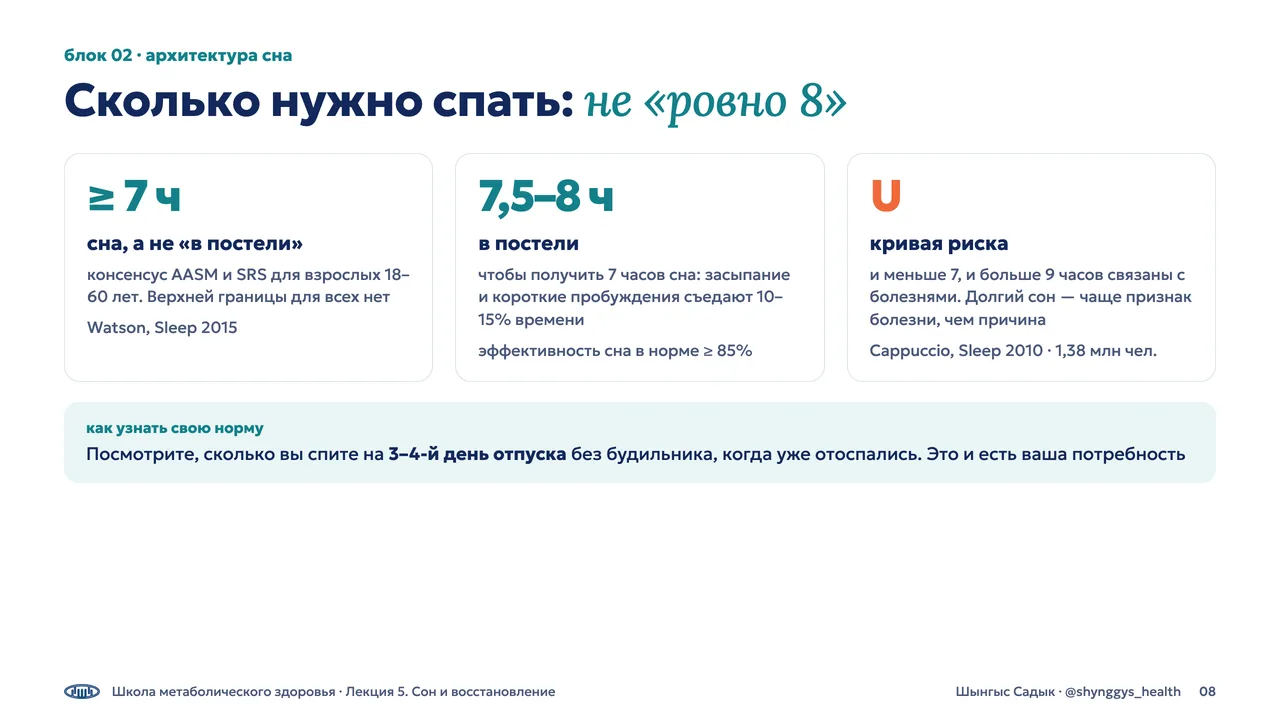 блок 02 · архитектура сна
Сколько нужно спать: не «ровно 8»
≥ 7 ч
сна, а не «в постели»
консенсус AASM и SRS для взрослых 18–
60 лет. Верхней границы для всех нет
Watson, Sleep 2015
7,5–8 ч
в постели
чтобы получить 7 часов сна: засыпание
и короткие пробуждения съедают 10–
15% времени
эффективность сна в норме ≥ 85%
U
кривая риска
и меньше 7, и больше 9 часов связаны с
болезнями. Долгий сон — чаще признак
болезни, чем причина
Cappuccio, Sleep 2010 · 1,38 млн чел.
как узнать свою норму
Посмотрите, сколько вы спите на 3–4-й день отпуска без будильника, когда уже отоспались. Это и есть ваша потребность
Школа метаболического здоровья · Лекция 5. Сон и восстановление
Шынгыс Садык · @shynggys_health 08